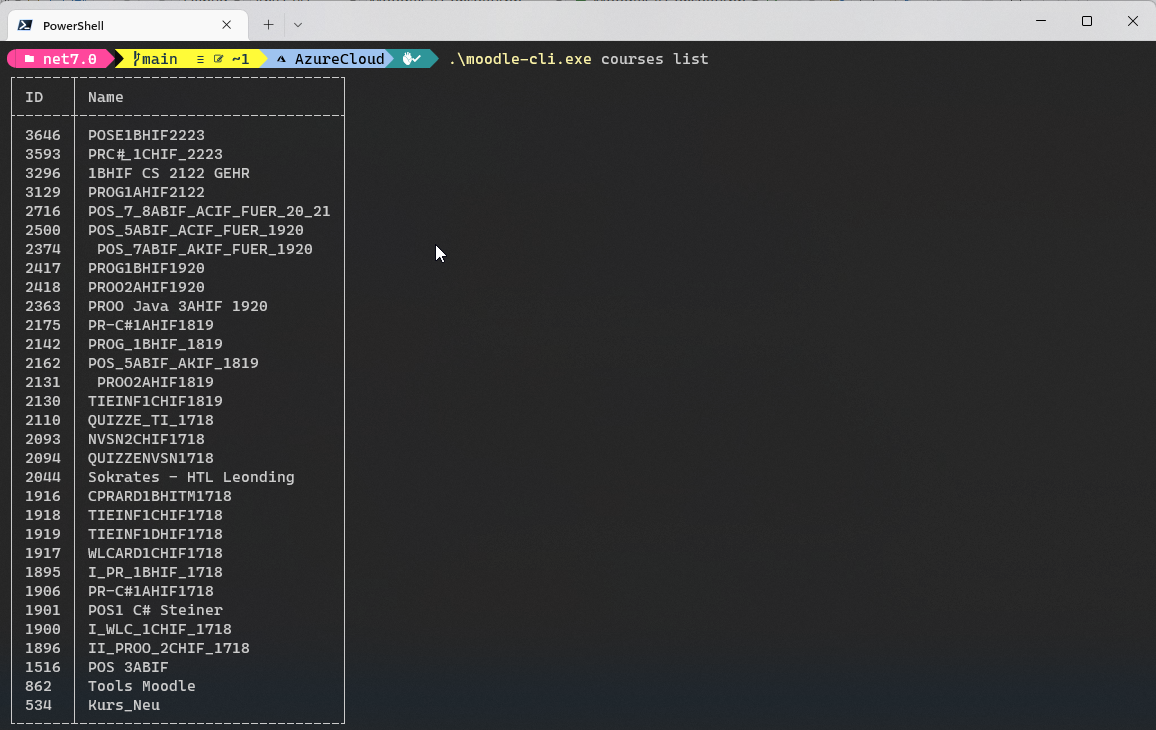 PowerShell
net7.0 main ≡ ~1 AzureCloud .\moodle-cli.exe courses list
ID Name
3646 POSE1BHIF2223
3593 PRC#_1CHIF_2223
3296 1BHIF CS 2122 GEHR
3129 PROG1AHIF2122
2716 POS_7_8ABIF_ACIF_FUER_20_21
2500 POS_5ABIF_ACIF_FUER_1920
2374 POS_7ABIF_AKIF_FUER_1920
2417 PROG1BHIF1920
2418 PROO2AHIF1920
2363 PROO Java 3AHIF 1920
2175 PR-C#1AHIF1819
2142 PROG_1BHIF_1819
2162 POS_5ABIF_AKIF_1819
2131 PROO2AHIF1819
2130 TIEINF1CHIF1819
2110 QUIZZE_TI_1718
2093 NVSN2CHIF1718
2094 QUIZZENVSN1718
2044 Sokrates - HTL Leonding
1916 CPRARD1BHITM1718
1918 TIEINF1CHIF1718
1919 TIEINF1DHIF1718
1917 WLCARD1CHIF1718
1895 I_PR_1BHIF_1718
1906 PR-C#1AHIF1718
1901 POS1 C# Steiner
1900 I_WLC_1CHIF_1718
1896 II_PROO_2CHIF_1718
1516 POS 3ABIF
862 Tools Moodle
534 Kurs_Neu